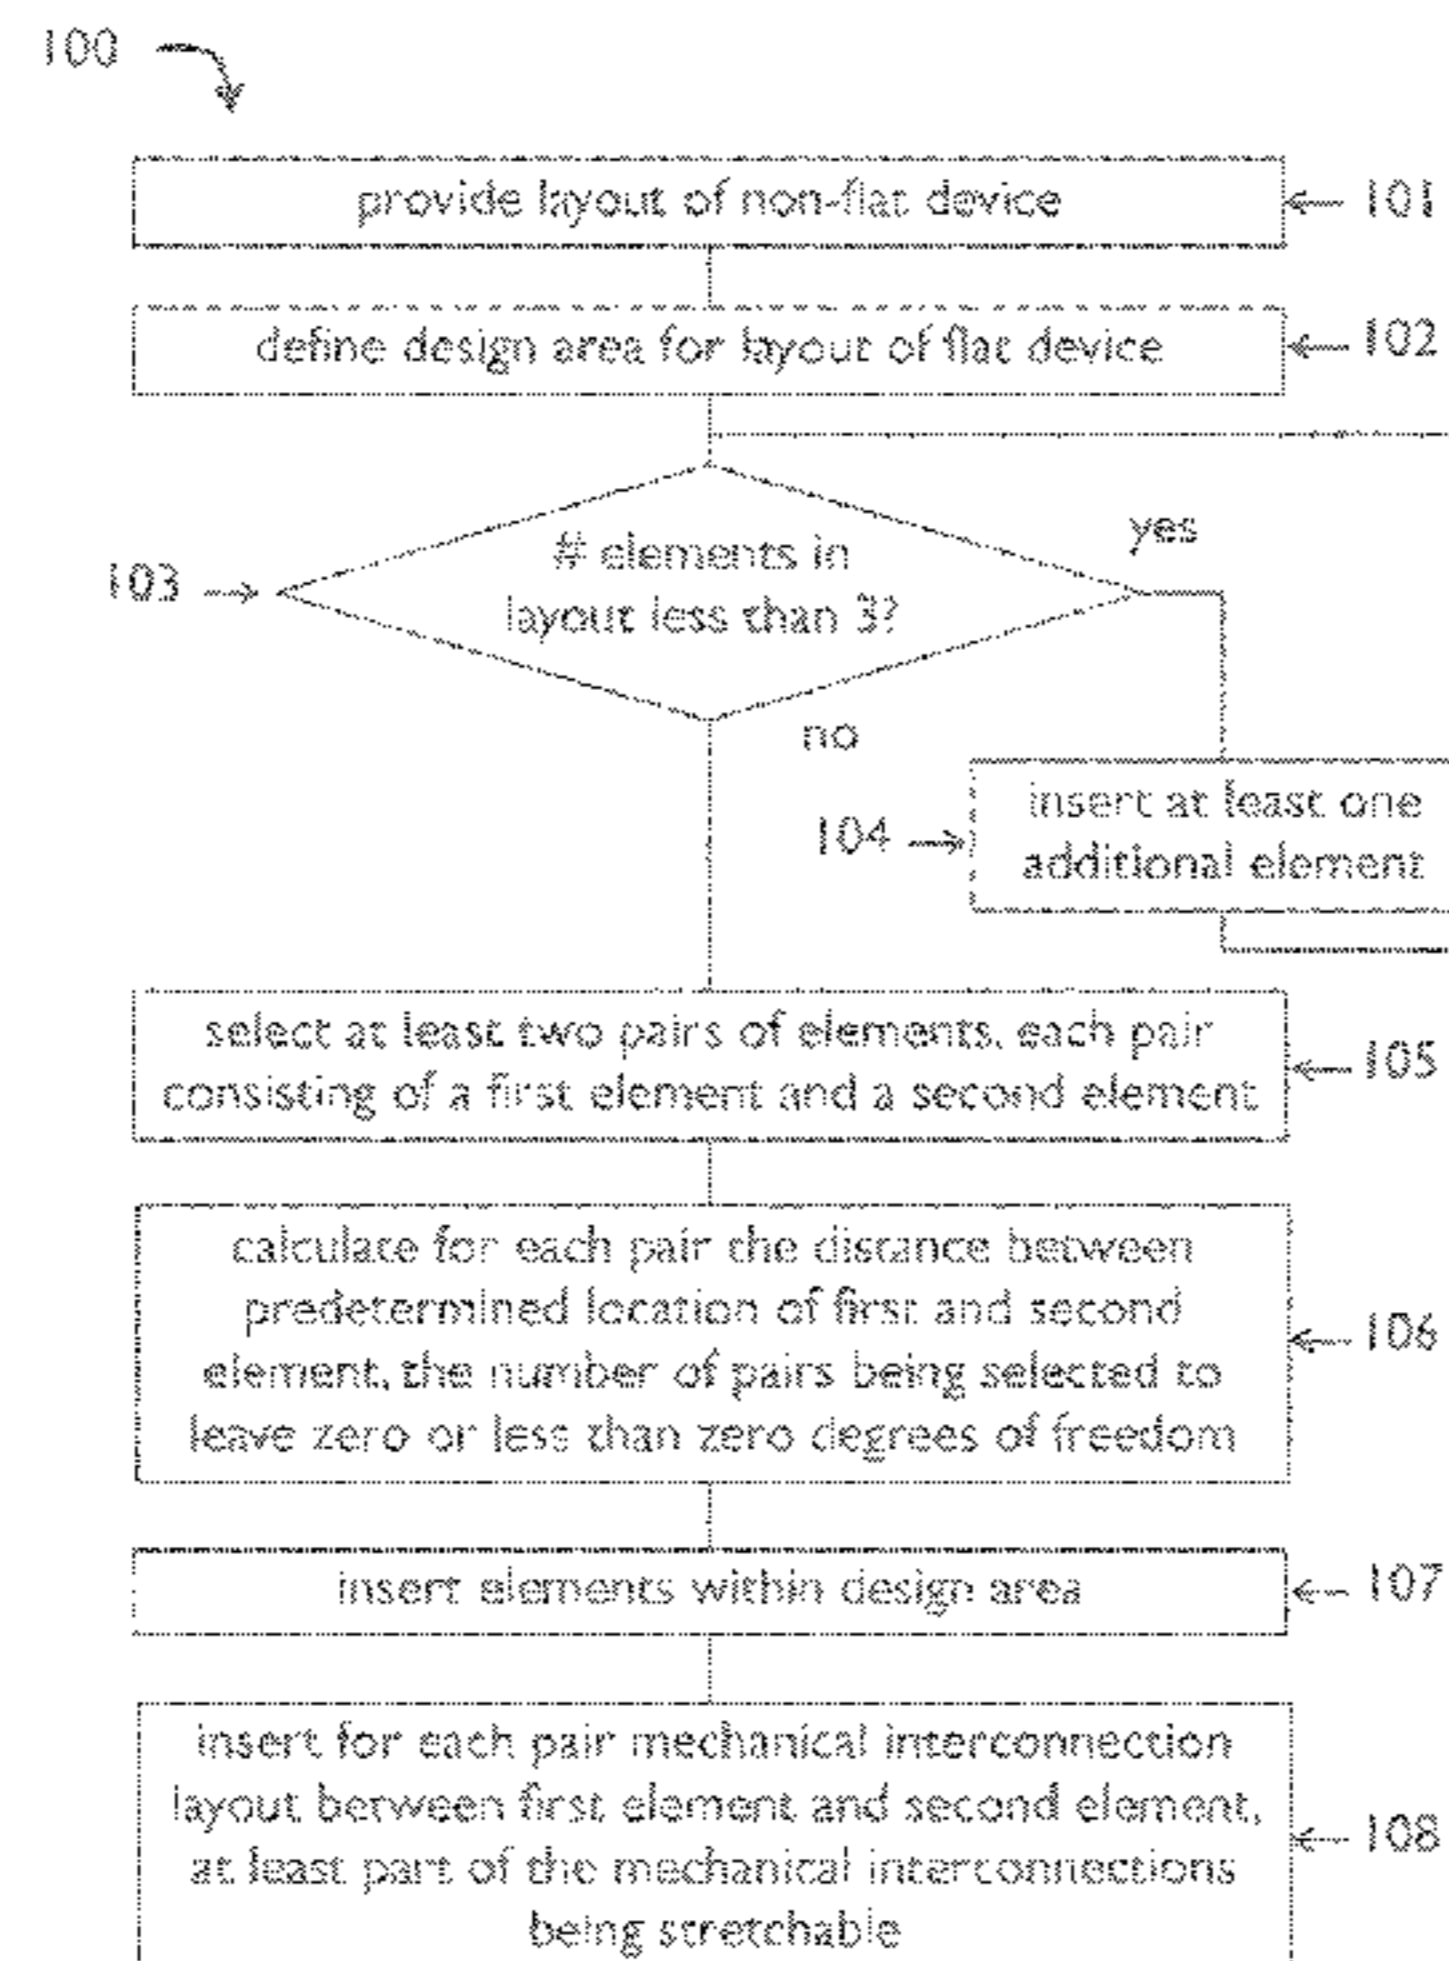 100
provide layout of non-flat device
101
define design area for layout of flat device
102
# elements in
layout less than 3?
yes
103
no
insert at least one
additional element
104
select at least two pairs of elements, each pair
consisting of a first element and a second element
105
calculate for each pair the distance between
predetermined location of first and second
element, the number of pairs being selected to
leave zero or less than zero degrees of freedom
106
insert elements within design area
107
insert for each pair mechanical interconnection
layout between first element and second element,
at least part of the mechanical interconnections
being stretchable
108